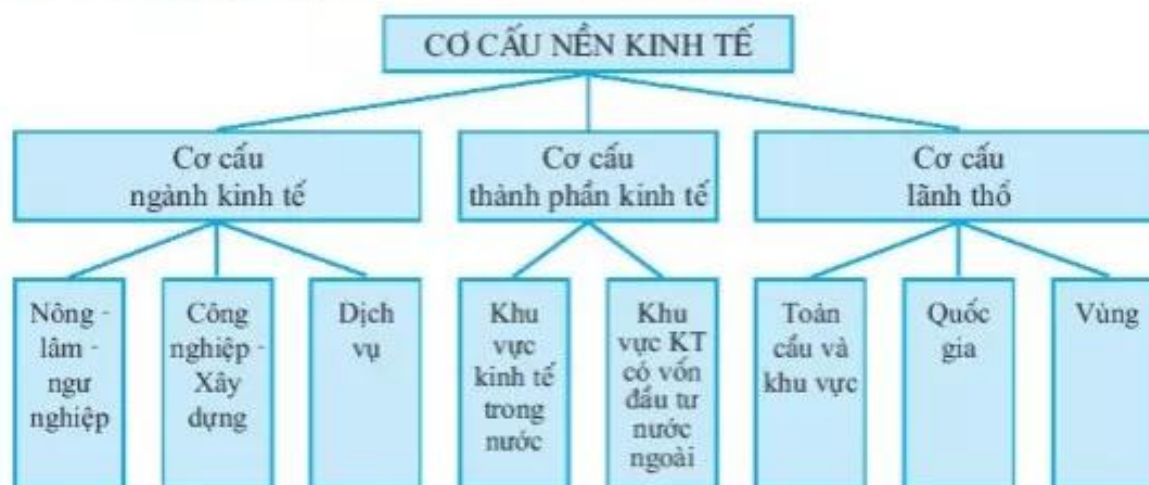 CƠ CẤU NỀN KINH TẾ
Cơ cấu
ngành kinh tế
Cơ cấu
thành phần kinh tế
Cơ cấu
lãnh thổ
Nông -
lâm -
ngư
nghiệp
Công
nghiệp -
Xây
dựng
Dịch
vụ
Khu
vực
kinh tế
trong
nước
Khu
vực KT
có vốn
đầu tư
nước
ngoài
Toàn
cầu và
khu vực
Quốc
gia
Vùng